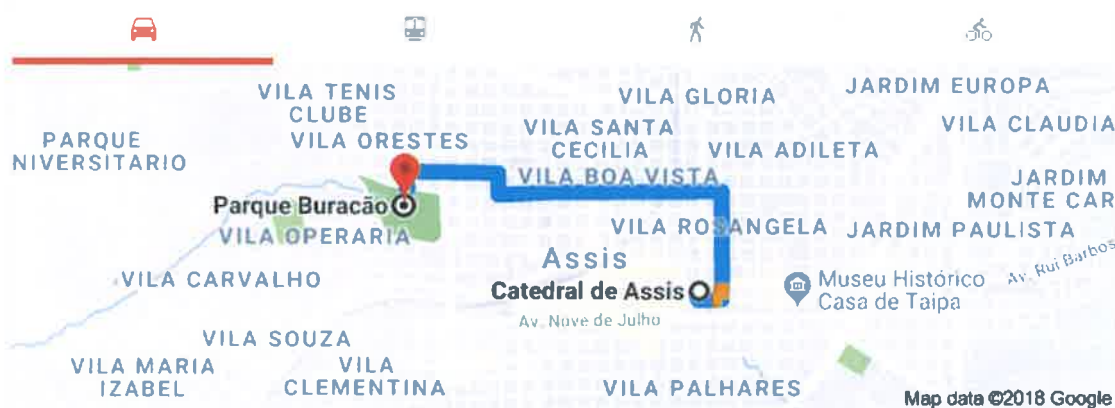 VILA TENIS
CLUBE
VILA GLORIA
JARDIM EUROPA
PARQUE
NIVERSITARIO
VILA ORESTES
VILA SANTA
CECILIA
VILA ADILETA
VILA CLAUDIA
VILA BOA VISTA
JARDIM
MONTE CAR
Parque Buracão
VILA OPERARIA
VILA ROSANGELA
JARDIM PAULISTA
Assis
Av. Rui Barbos
VILA CARVALHO
Catedral de Assis
Museu Histórico
Casa de Taipa
Av. Nove de Julho
VILA SOUZA
VILA MARIA
IZABEL
VILA
CLEMENTINA
VILA PALHARES
Map data ©2018 Google